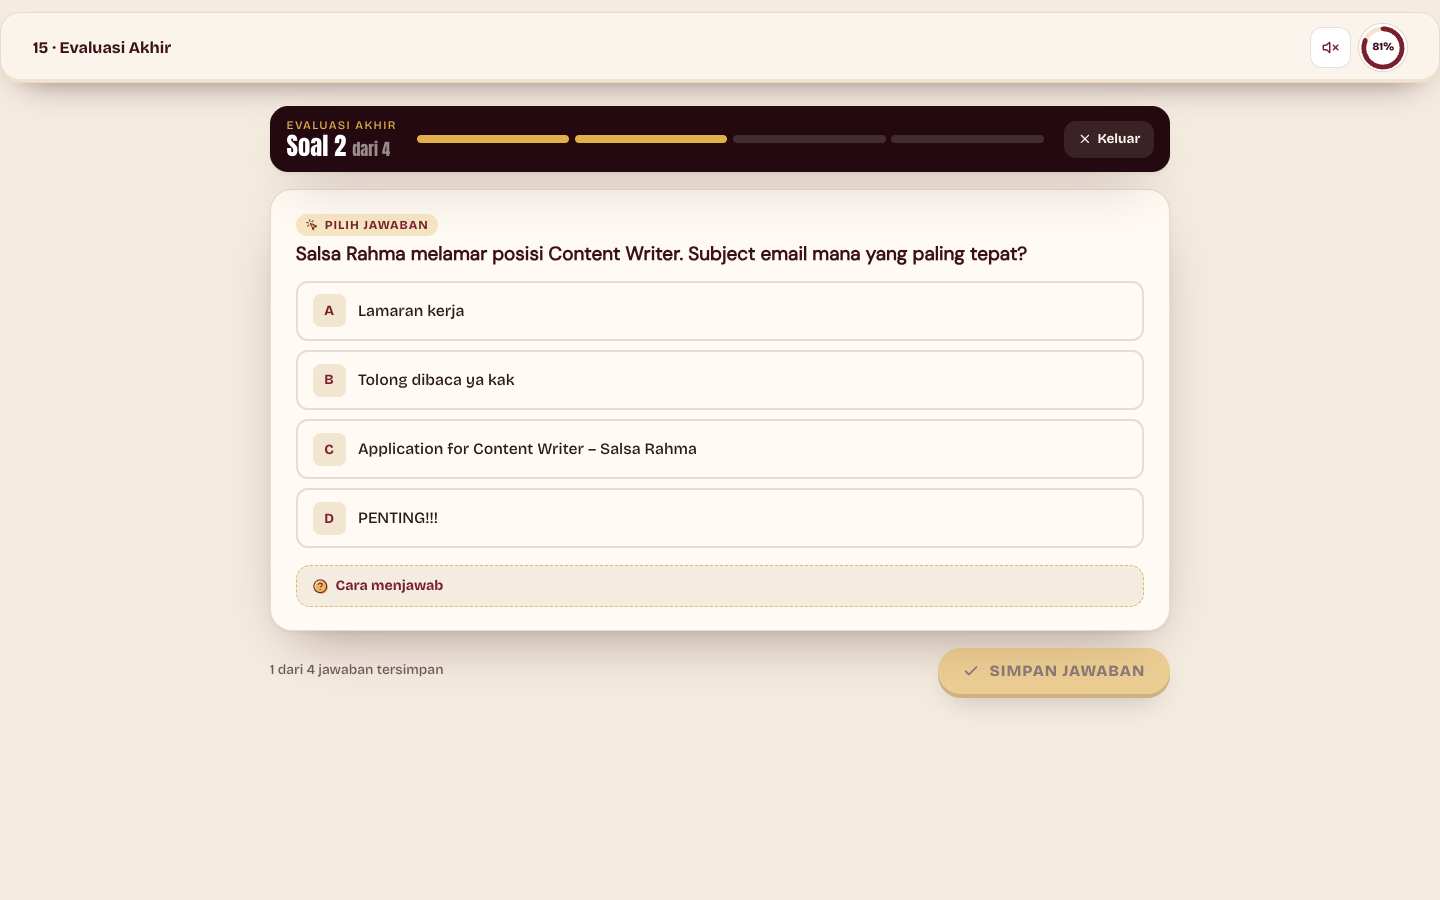 15 · Evaluasi Akhir
81%
EVALUASI AKHIR
Soal 2 dari 4
Keluar
PILIH JAWABAN
Salsa Rahma melamar posisi Content Writer. Subject email mana yang paling tepat?
A Lamaran kerja
B Tolong dibaca ya kak
C Application for Content Writer – Salsa Rahma
D PENTING!!!
? Cara menjawab
1 dari 4 jawaban tersimpan
SIMPAN JAWABAN